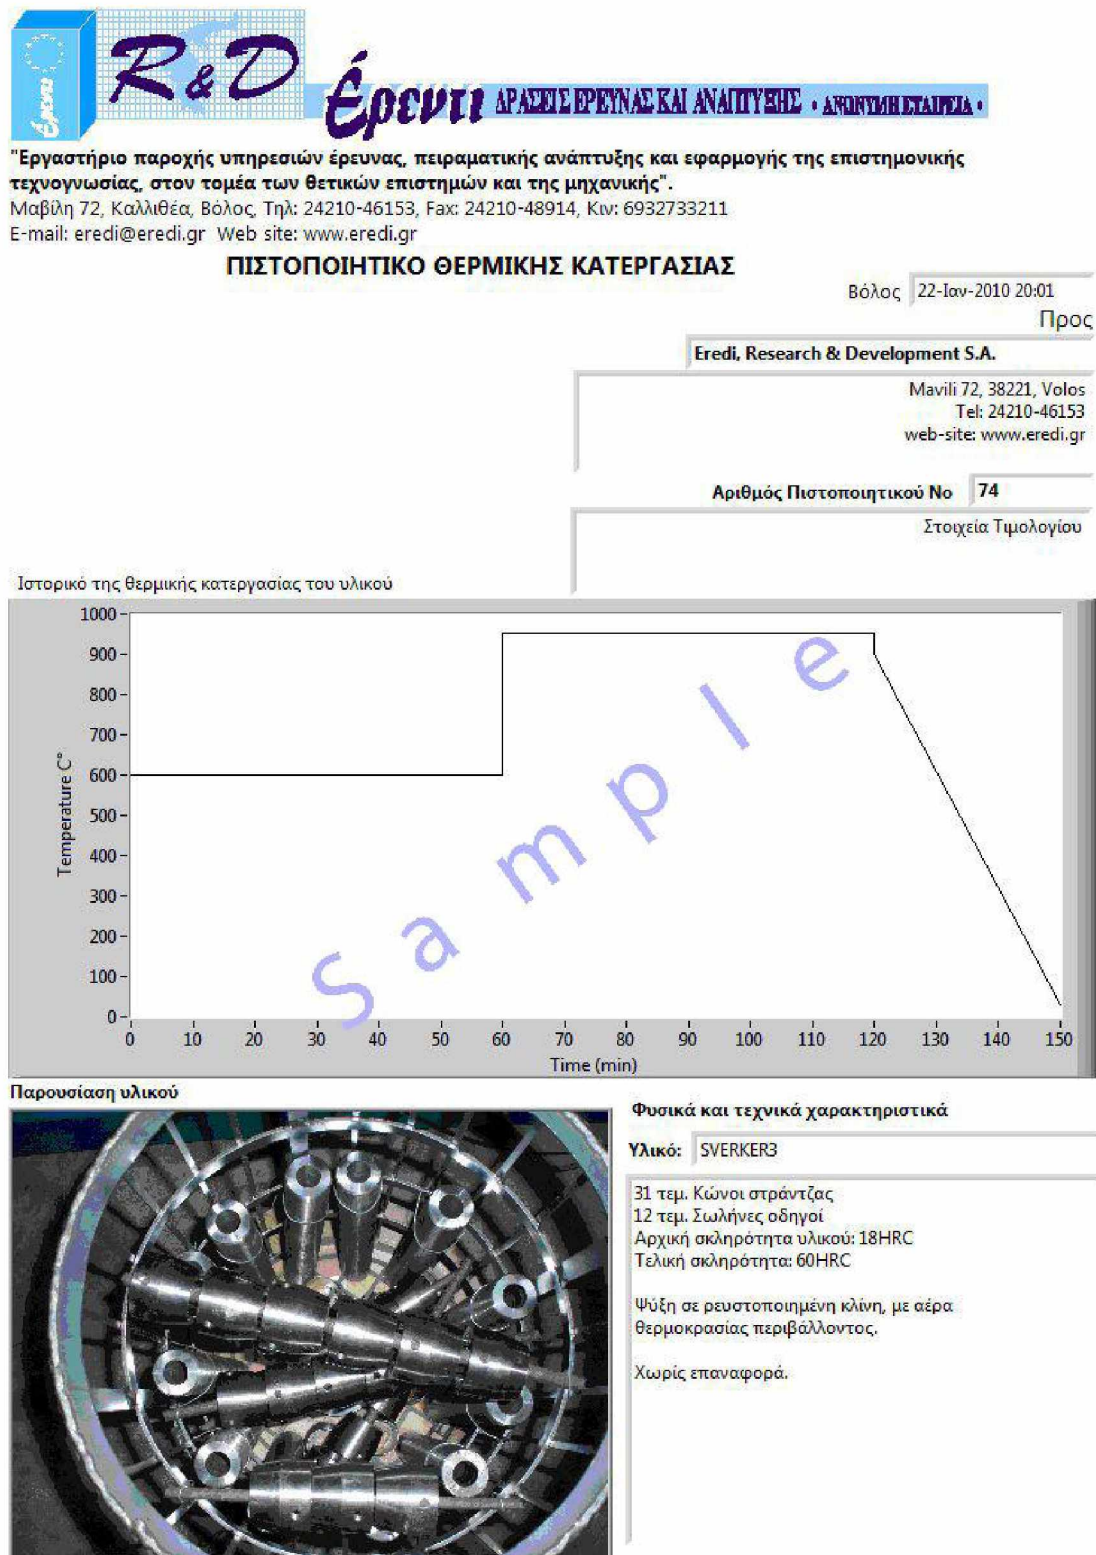 Έρεντι
R&D
Έρεντι ΔΡΑΣΕΙΣ ΕΡΕΥΝΑΣ ΚΑΙ ΑΝΑΠΤΥΞΗΣ • ΑΝΩΝΥΜΗ ΕΤΑΙΡΕΙΑ •
"Εργαστήριο παροχής υπηρεσιών έρευνας, πειραματικής ανάπτυξης και εφαρμογής της επιστημονικής
τεχνογνωσίας, στον τομέα των θετικών επιστημών και της μηχανικής".
Μαβίλη 72, Καλλιθέα, Βόλος, Τηλ: 24210-46153, Fax: 24210-48914, Κιν: 6932733211
E-mail: eredi@eredi.gr Web site: www.eredi.gr
ΠΙΣΤΟΠΟΙΗΤΙΚΟ ΘΕΡΜΙΚΗΣ ΚΑΤΕΡΓΑΣΙΑΣ
Βόλος 22-Ιαν-2010 20:01
Προς
Eredi, Research & Development S.A.
Mavili 72, 38221, Volos
Tel: 24210-46153
web-site: www.eredi.gr
Αριθμός Πιστοποιητικού Νο 74
Στοιχεία Τιμολογίου
Ιστορικό της θερμικής κατεργασίας του υλικού
1000
900
800
700
600
500
400
300
200
100
0
Temperature C°
Sample
0 10 20 30 40 50 60 70 80 90 100 110 120 130 140 150
Time (min)
Παρουσίαση υλικού
Φυσικά και τεχνικά χαρακτηριστικά
Υλικό: SVERKER3
31 τεμ. Κώνοι στράντζας
12 τεμ. Σωλήνες οδηγοί
Αρχική σκληρότητα υλικού: 18HRC
Τελική σκληρότητα: 60HRC
Ψύξη σε ρευστοποιημένη κλίνη, με αέρα
θερμοκρασίας περιβάλλοντος.
Χωρίς επαναφορά.